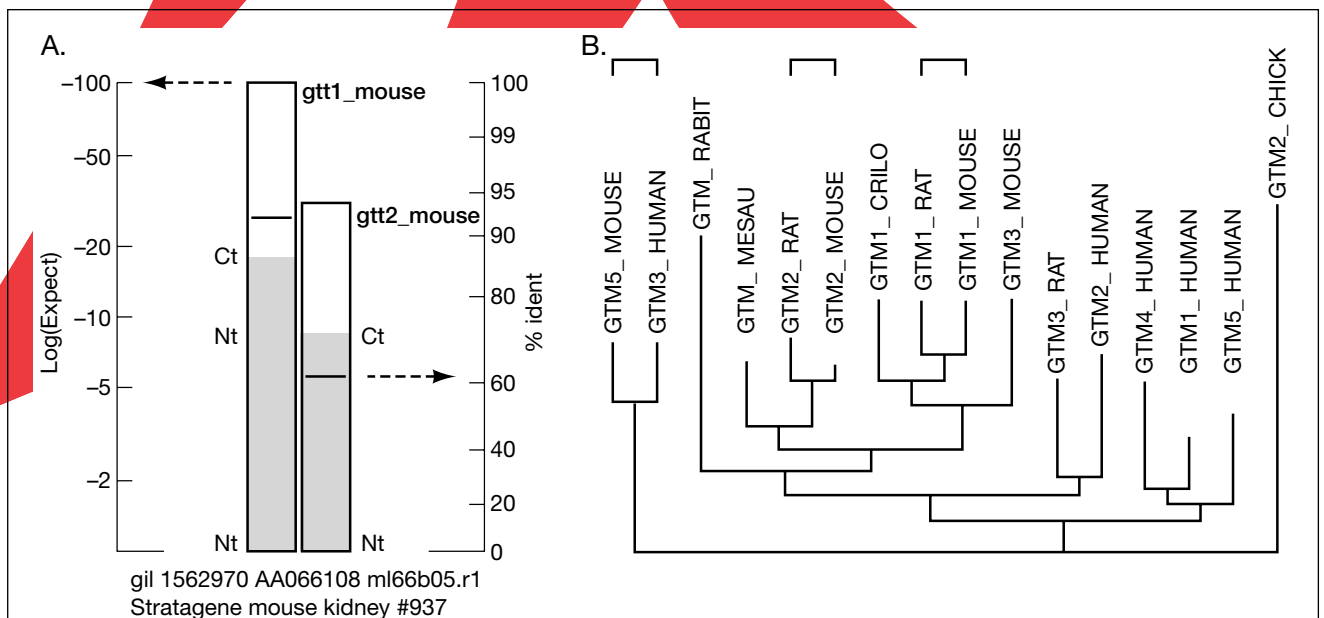 A.
−100
−50
−20
−10
−5
−2
Log(Expect)
Ct
Nt
Nt
gtt1_mouse
gtt2_mouse
Ct
Nt
100
99
95
90
80
60
40
20
0
% ident
gil 1562970 AA066108 ml66b05.r1
Stratagene mouse kidney #937
B.
GTM5_ MOUSE
GTM3_ HUMAN
GTM_ RABIT
GTM_ MESAU
GTM2_ RAT
GTM2_ MOUSE
GTM1_ CRILO
GTM1_ RAT
GTM1_ MOUSE
GTM3_ MOUSE
GTM3_ RAT
GTM2_ HUMAN
GTM4_ HUMAN
GTM1_ HUMAN
GTM5_ HUMAN
GTM2_ CHICK